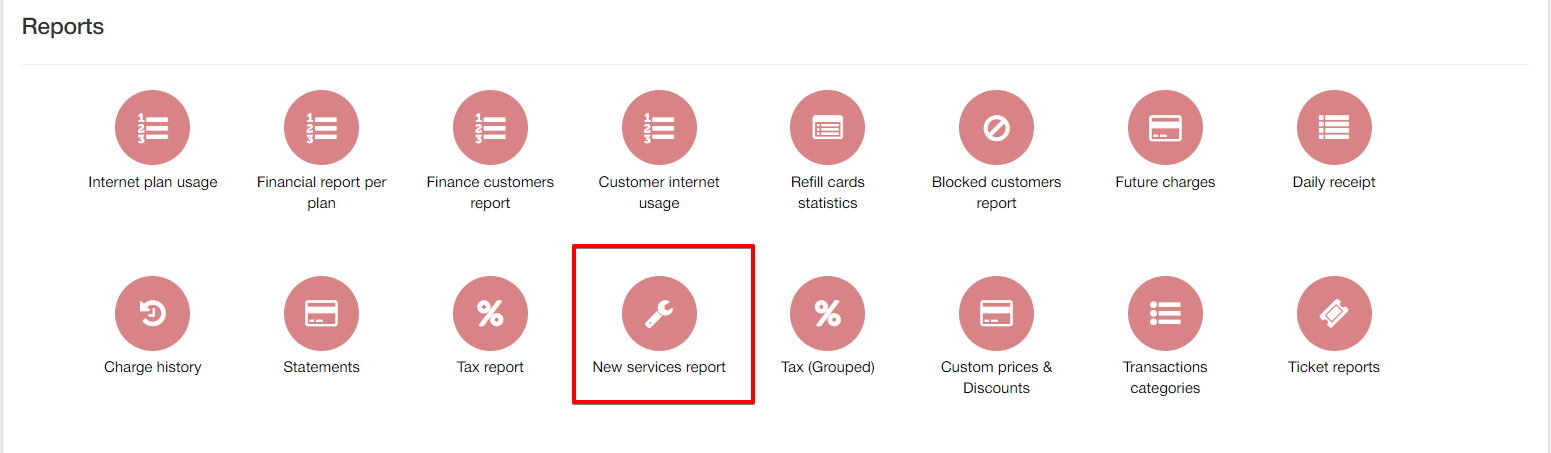 Reports
Internet plan usage
Financial report per
plan
Finance customers
report
Customer internet
usage
Refill cards
statistics
Blocked customers
report
Future charges
Daily receipt
Charge history
Statements
Tax report
New services report
Tax (Grouped)
Custom prices &
Discounts
Transactions
categories
Ticket reports